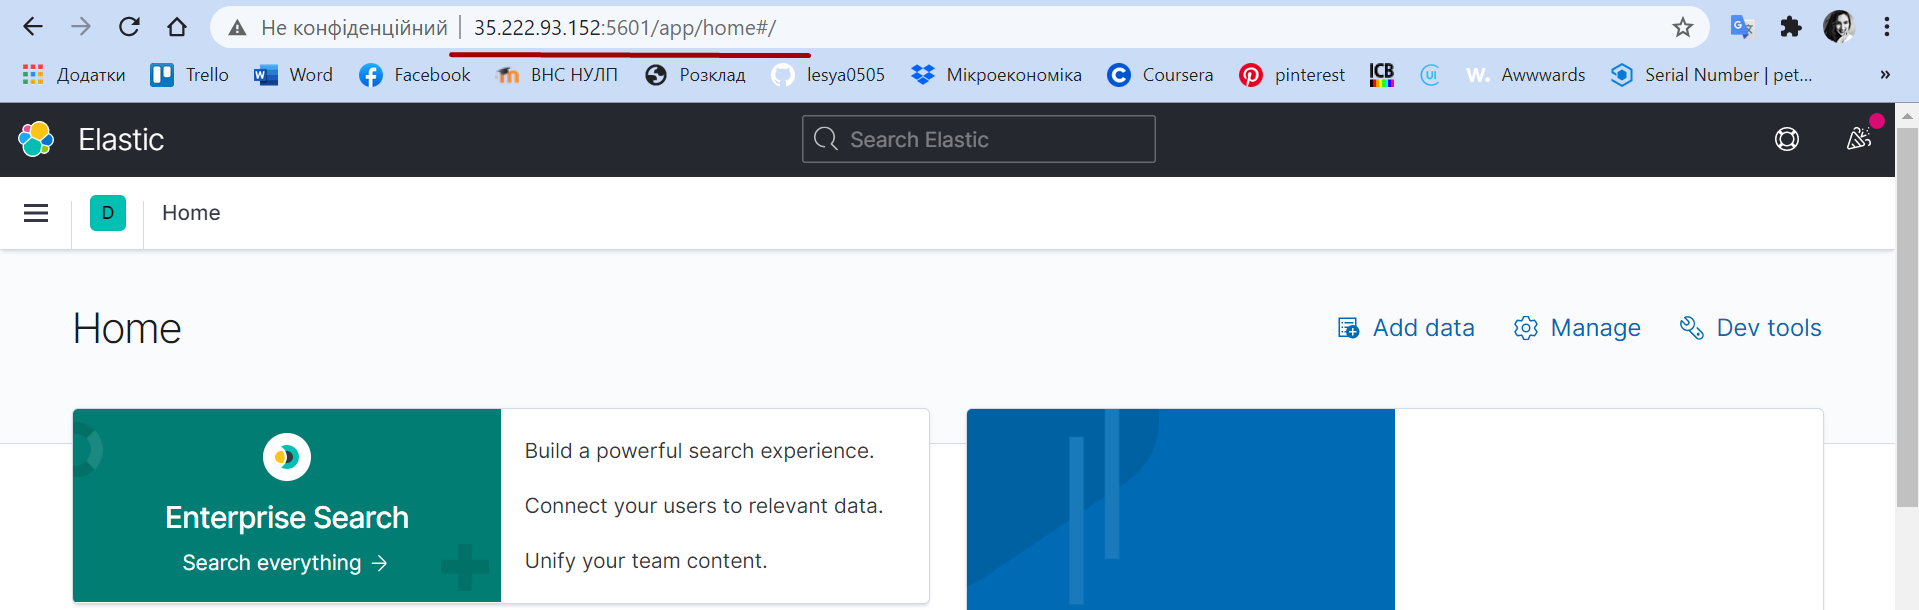 Не конфіденційний 35.222.93.152:5601/app/home#/
Додатки Trello Word Facebook ВНС НУЛП Розклад lesya0505 Мікроекономіка Coursera pinterest ICB UI W. Awwwards Serial Number | pet... »
Elastic Search Elastic
D Home
Home Add data Manage Dev tools
Enterprise Search
Search everything →
Build a powerful search experience.
Connect your users to relevant data.
Unify your team content.